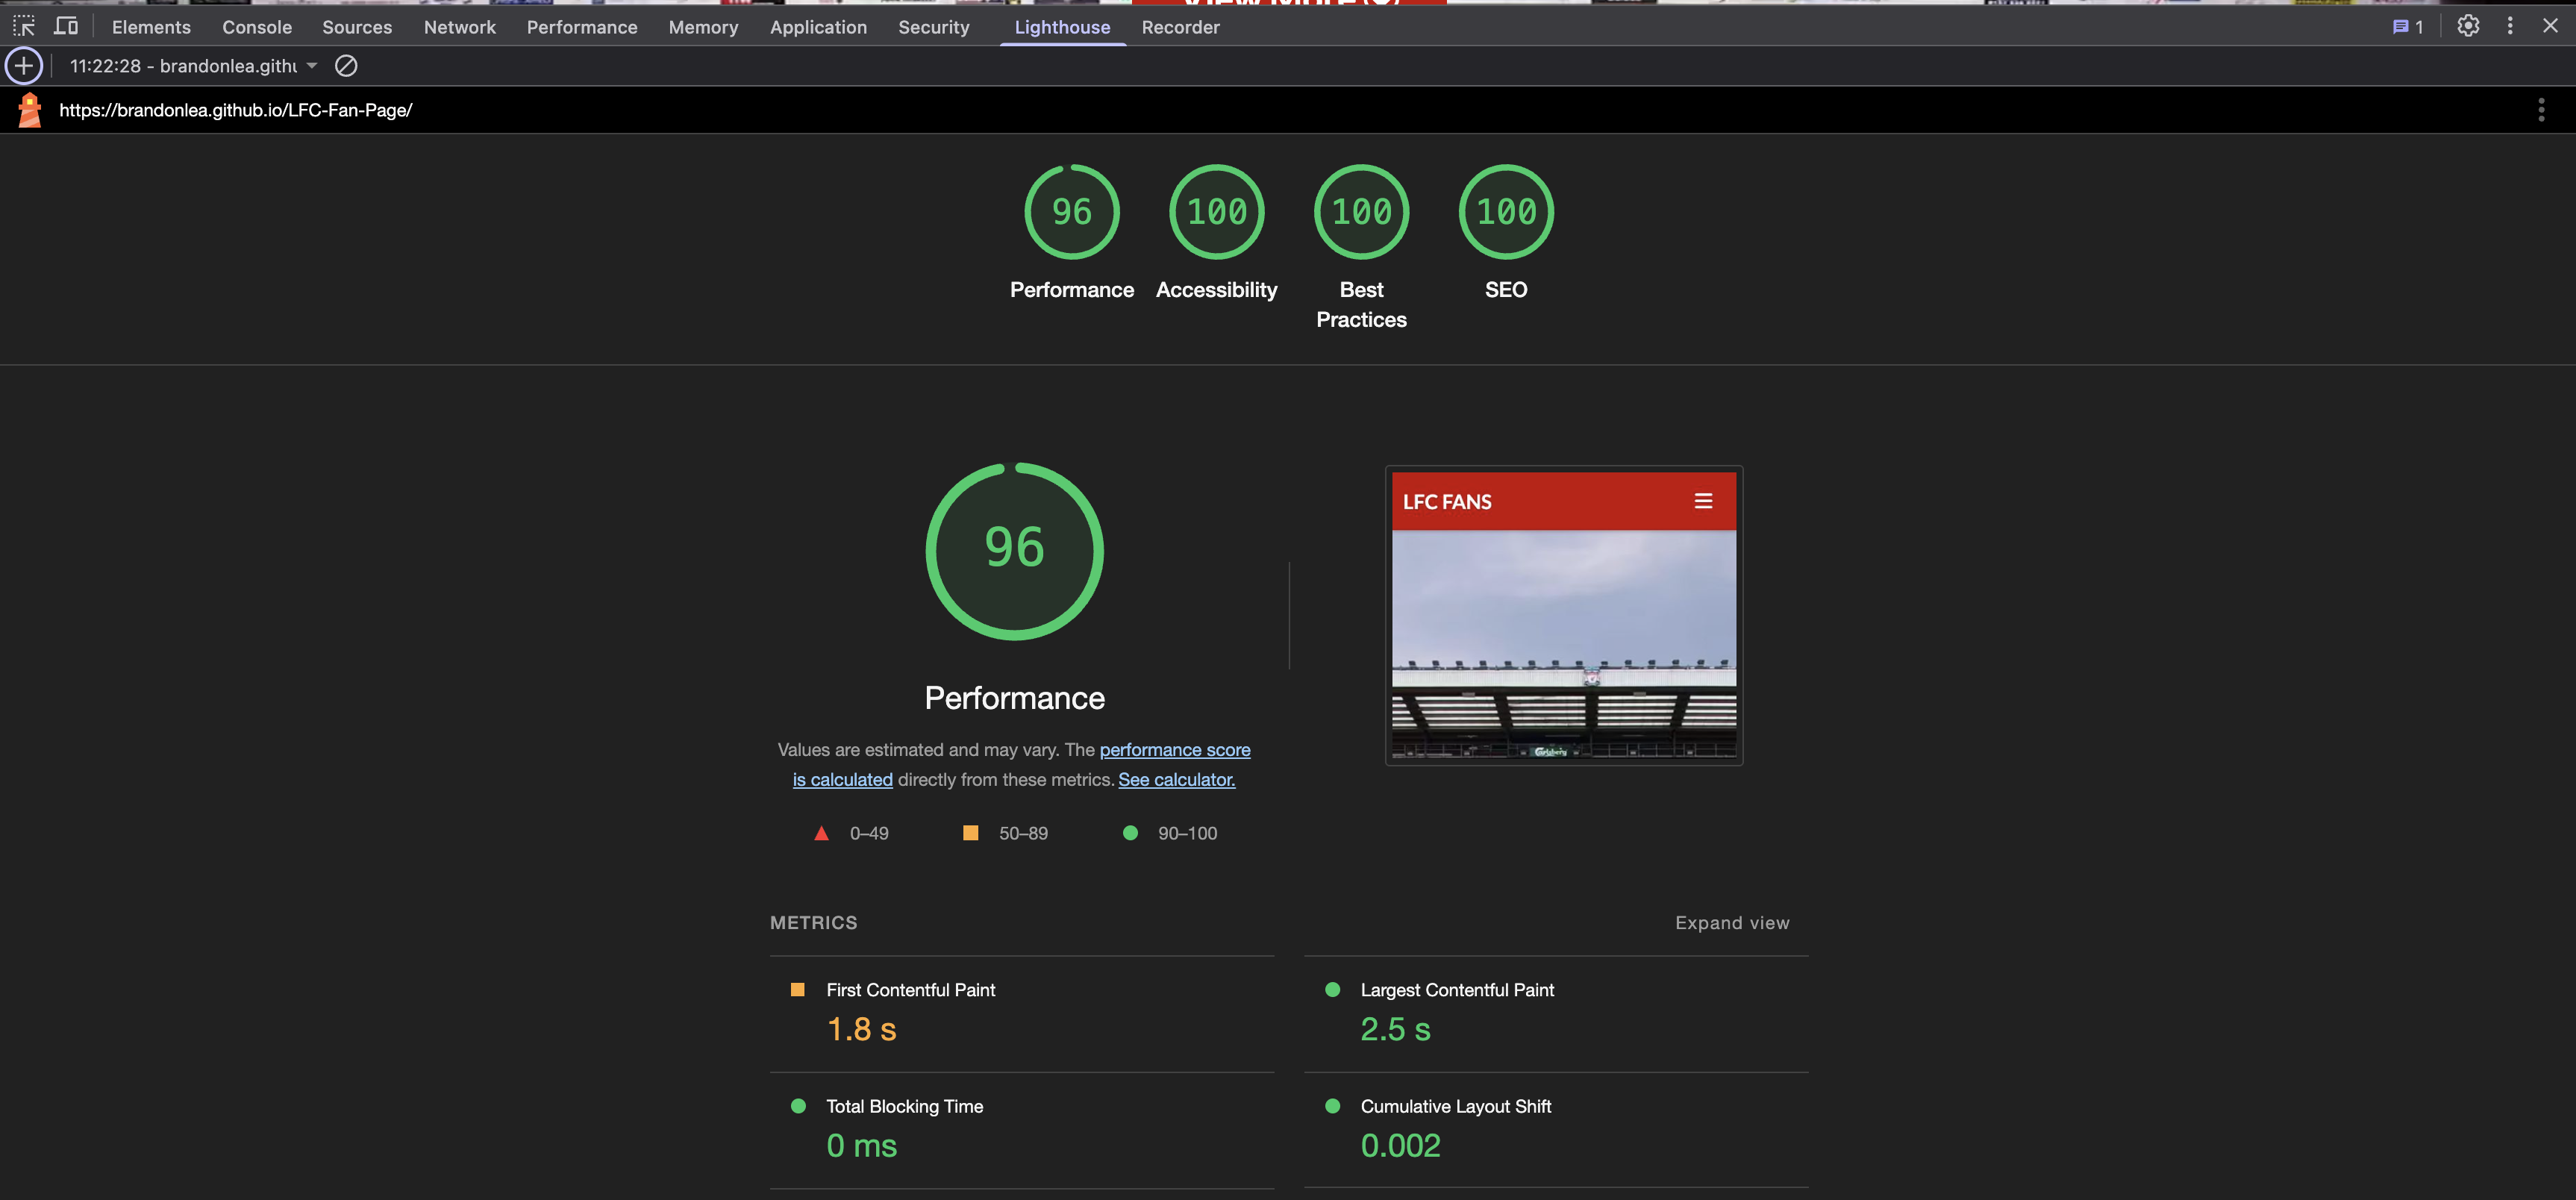 VIEW MORE
Elements Console Sources Network Performance Memory Application Security Lighthouse Recorder 1
11:22:28 - brandonlea.githu
https://brandonlea.github.io/LFC-Fan-Page/
96 100 100 100
Performance Accessibility Best Practices SEO
96
LFC FANS
Carlsberg
Performance
Values are estimated and may vary. The performance score
is calculated directly from these metrics. See calculator.
0–49 50–89 90–100
METRICS Expand view
First Contentful Paint
1.8 s
Largest Contentful Paint
2.5 s
Total Blocking Time
0 ms
Cumulative Layout Shift
0.002